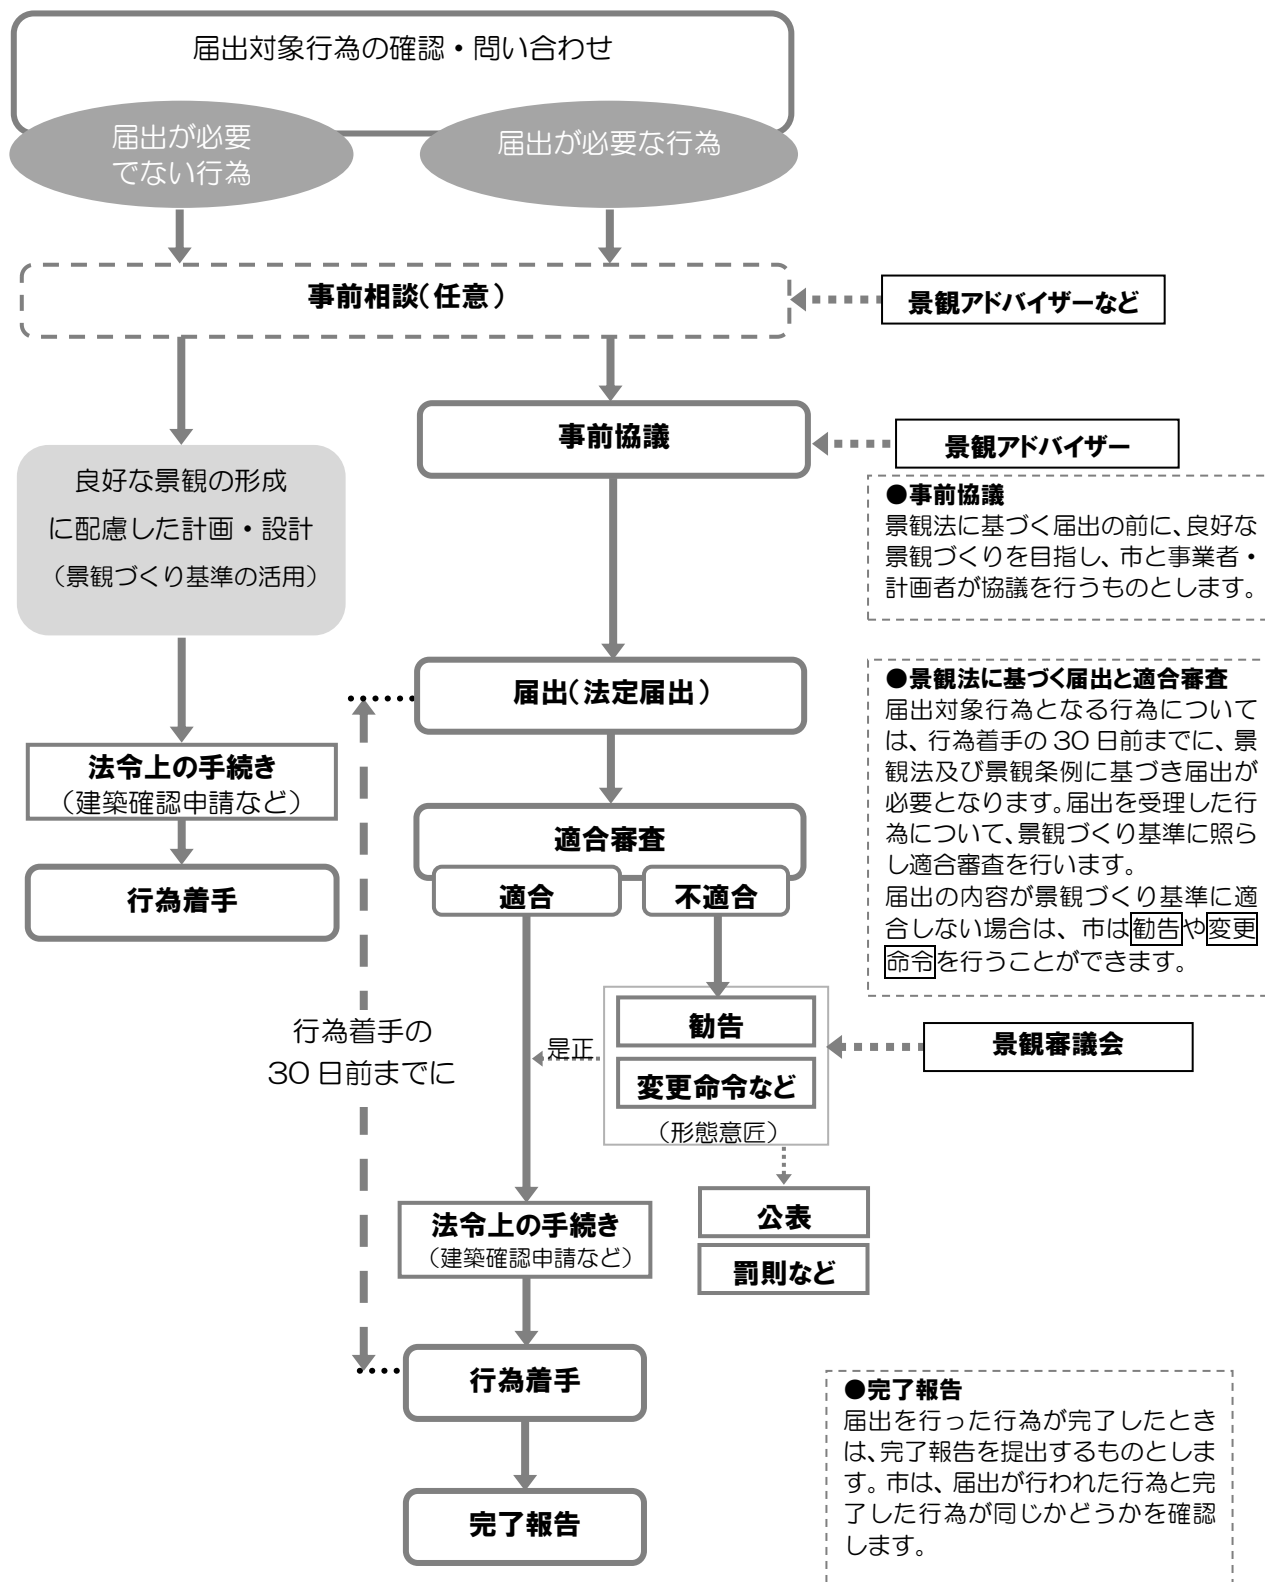 届出対象行為の確認・問い合わせ
届出が必要
でない行為
届出が必要な行為
事前相談(任意)
景観アドバイザーなど
事前協議
景観アドバイザー
良好な景観の形成
に配慮した計画・設計
（景観づくり基準の活用）
●事前協議
景観法に基づく届出の前に、良好な
景観づくりを目指し、市と事業者・
計画者が協議を行うものとします。
届出(法定届出)
●景観法に基づく届出と適合審査
届出対象行為となる行為について
は、行為着手の30日前までに、景
観法及び景観条例に基づき届出が
必要となります。届出を受理した行
為について、景観づくり基準に照ら
し適合審査を行います。
届出の内容が景観づくり基準に適
合しない場合は、市は勧告や変更
命令を行うことができます。
法令上の手続き
（建築確認申請など）
行為着手
適合審査
適合
不適合
行為着手の
30日前までに
是正
勧告
変更命令など
（形態意匠）
景観審議会
公表
罰則など
法令上の手続き
（建築確認申請など）
行為着手
完了報告
●完了報告
届出を行った行為が完了したとき
は、完了報告を提出するものとしま
す。市は、届出が行われた行為と完
了した行為が同じかどうかを確認
します。